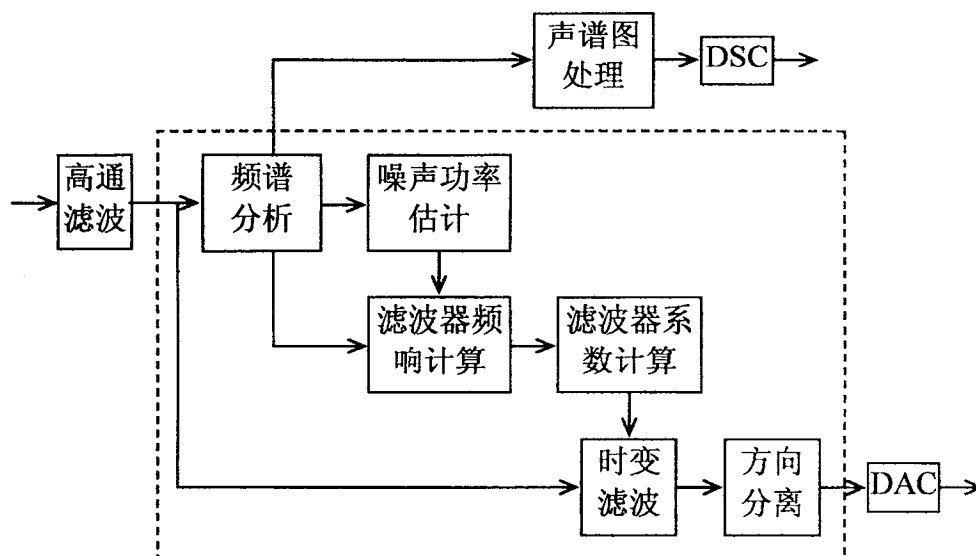 声谱图
处理
DSC
高通
滤波
频谱
分析
噪声功率
估计
滤波器频
响计算
滤波器系
数计算
时变
滤波
方向
分离
DAC